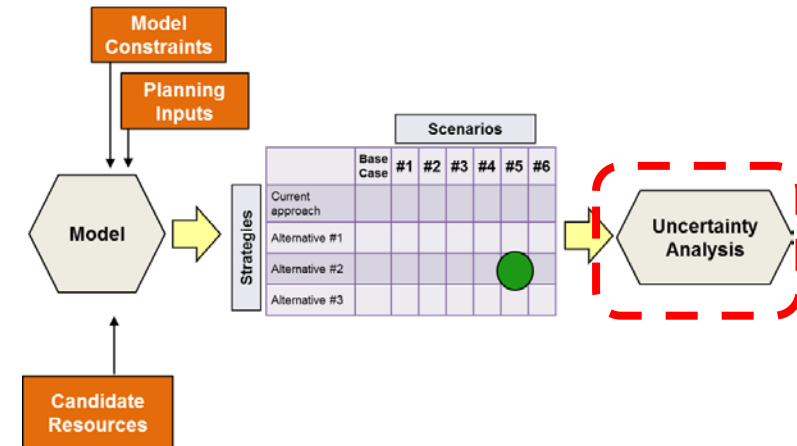 Model
Constraints
Planning
Inputs
Scenarios
Base
Case
#1 #2 #3 #4 #5 #6
Strategies
Current
approach
Alternative #1
Alternative #2
Alternative #3
Model
Uncertainty
Analysis
Candidate
Resources